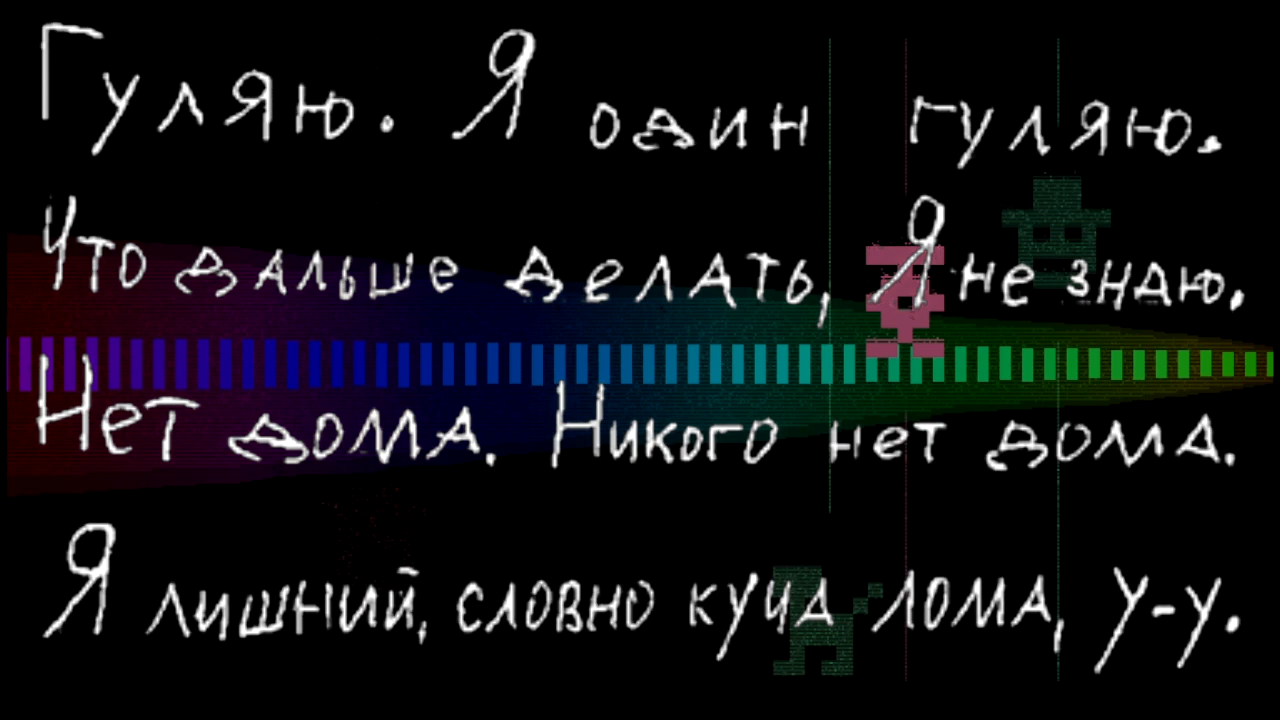 Гуляю. Я один гуляю.
Что дальше делать, Я не знаю.
Нет дома. Никого нет дома.
Я лишний, словно куча лома, у-у.